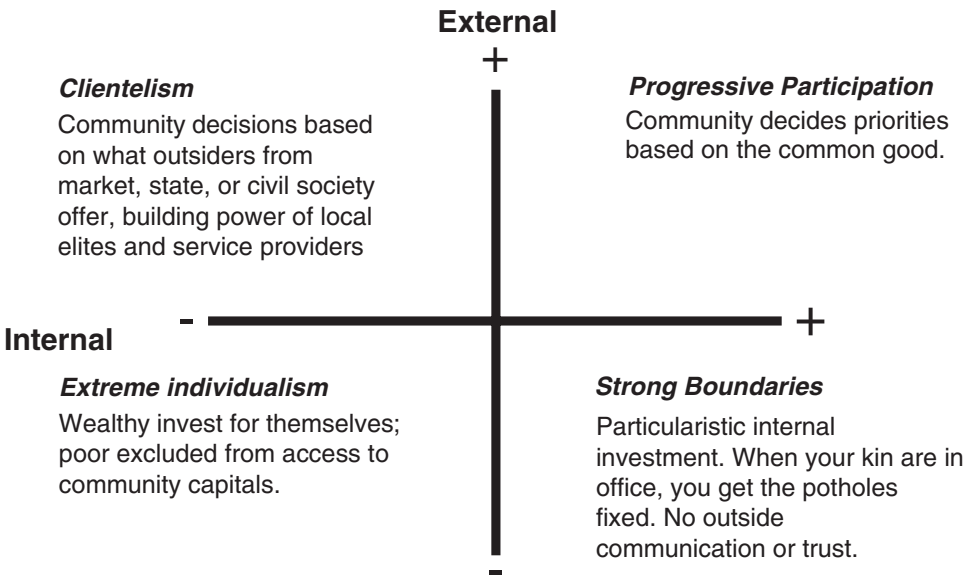 External
+
Clientelism
Community decisions based
on what outsiders from
market, state, or civil society
offer, building power of local
elites and service providers
Progressive Participation
Community decides priorities
based on the common good.
Internal
-
+
Extreme individualism
Wealthy invest for themselves;
poor excluded from access to
community capitals.
Strong Boundaries
Particularistic internal
investment. When your kin are in
office, you get the potholes
fixed. No outside
communication or trust.
-